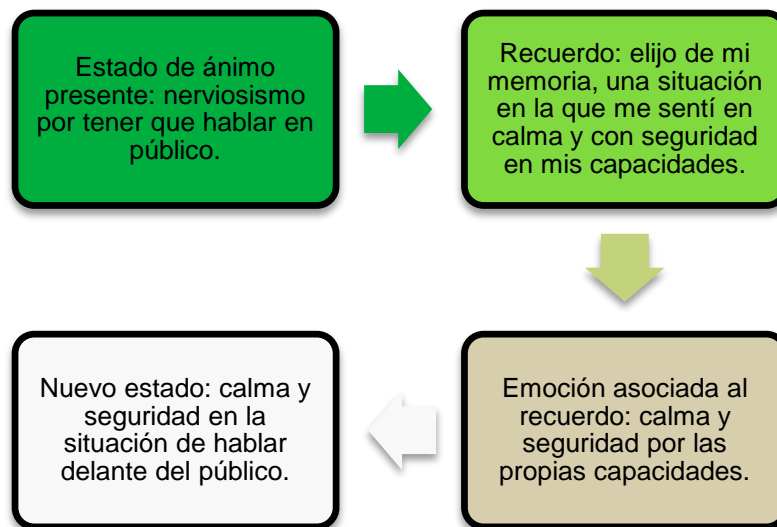 Estado de ánimo
presente: nerviosismo
por tener que hablar en
público.
Recuerdo: elijo de mi
memoria, una situación
en la que me sentí en
calma y con seguridad
en mis capacidades.
Emoción asociada al
recuerdo: calma y
seguridad por las
propias capacidades.
Nuevo estado: calma y
seguridad en la
situación de hablar
delante del público.